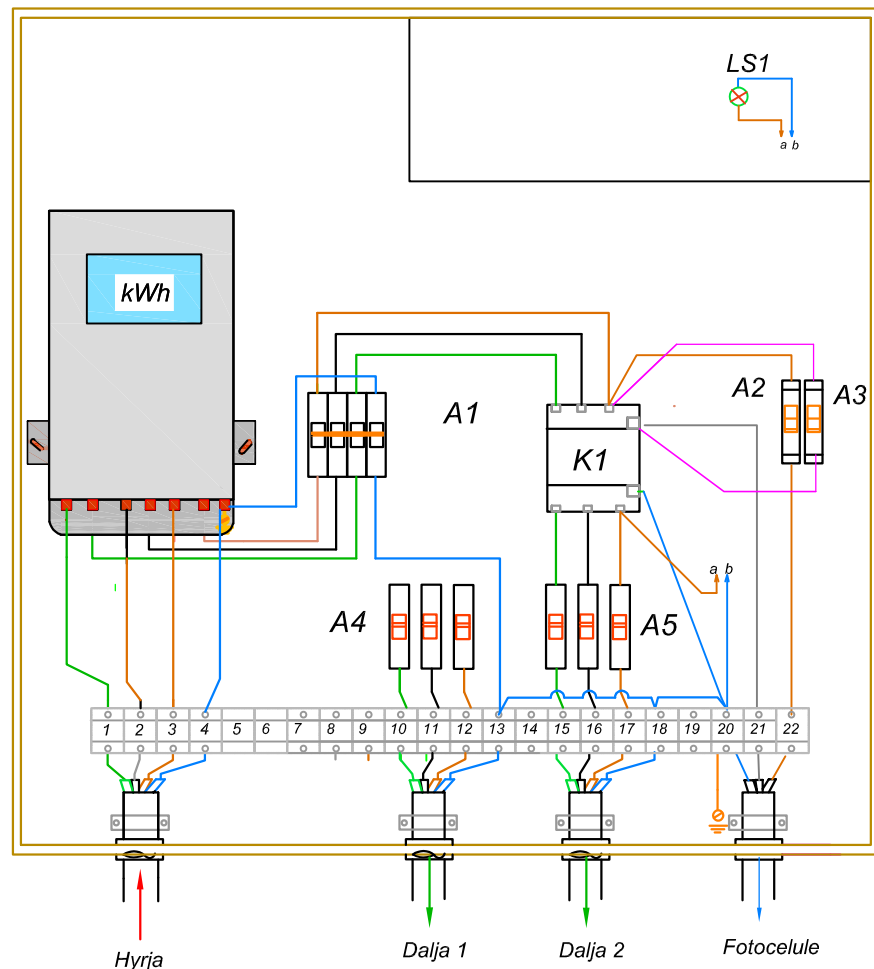 LS1
a b
kWh
A1
A2
A3
K1
a b
A4
A5
1 2 3 4 5 6 7 8 9 10 11 12 13 14 15 16 17 18 19 20 21 22
Hyrja
Dalja 1
Dalja 2
Fotocelule